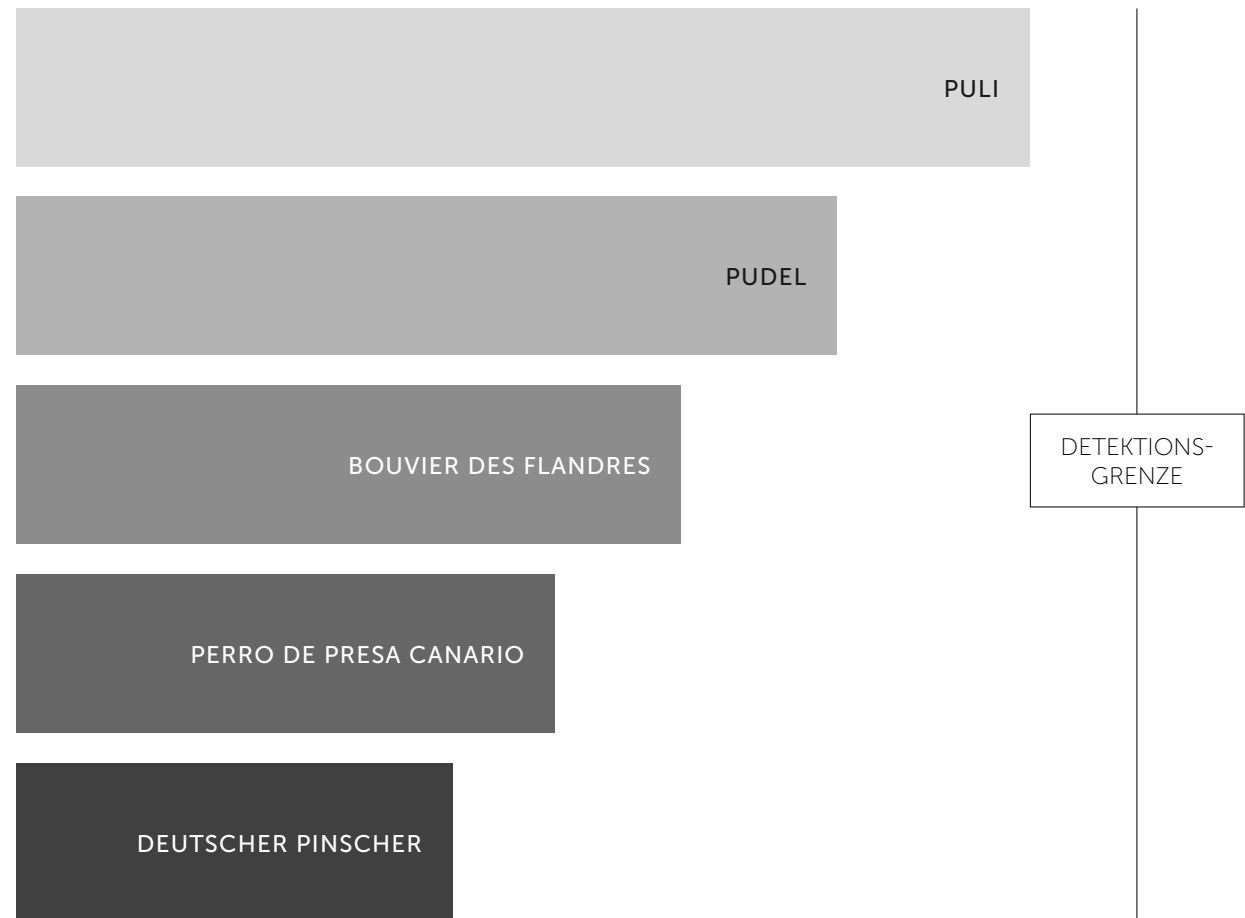 PULI
PUDEL
BOUVIER DES FLANDRES
DETEKTIONS-
GRENZE
PERRO DE PRESA CANARIO
DEUTSCHER PINSCHER